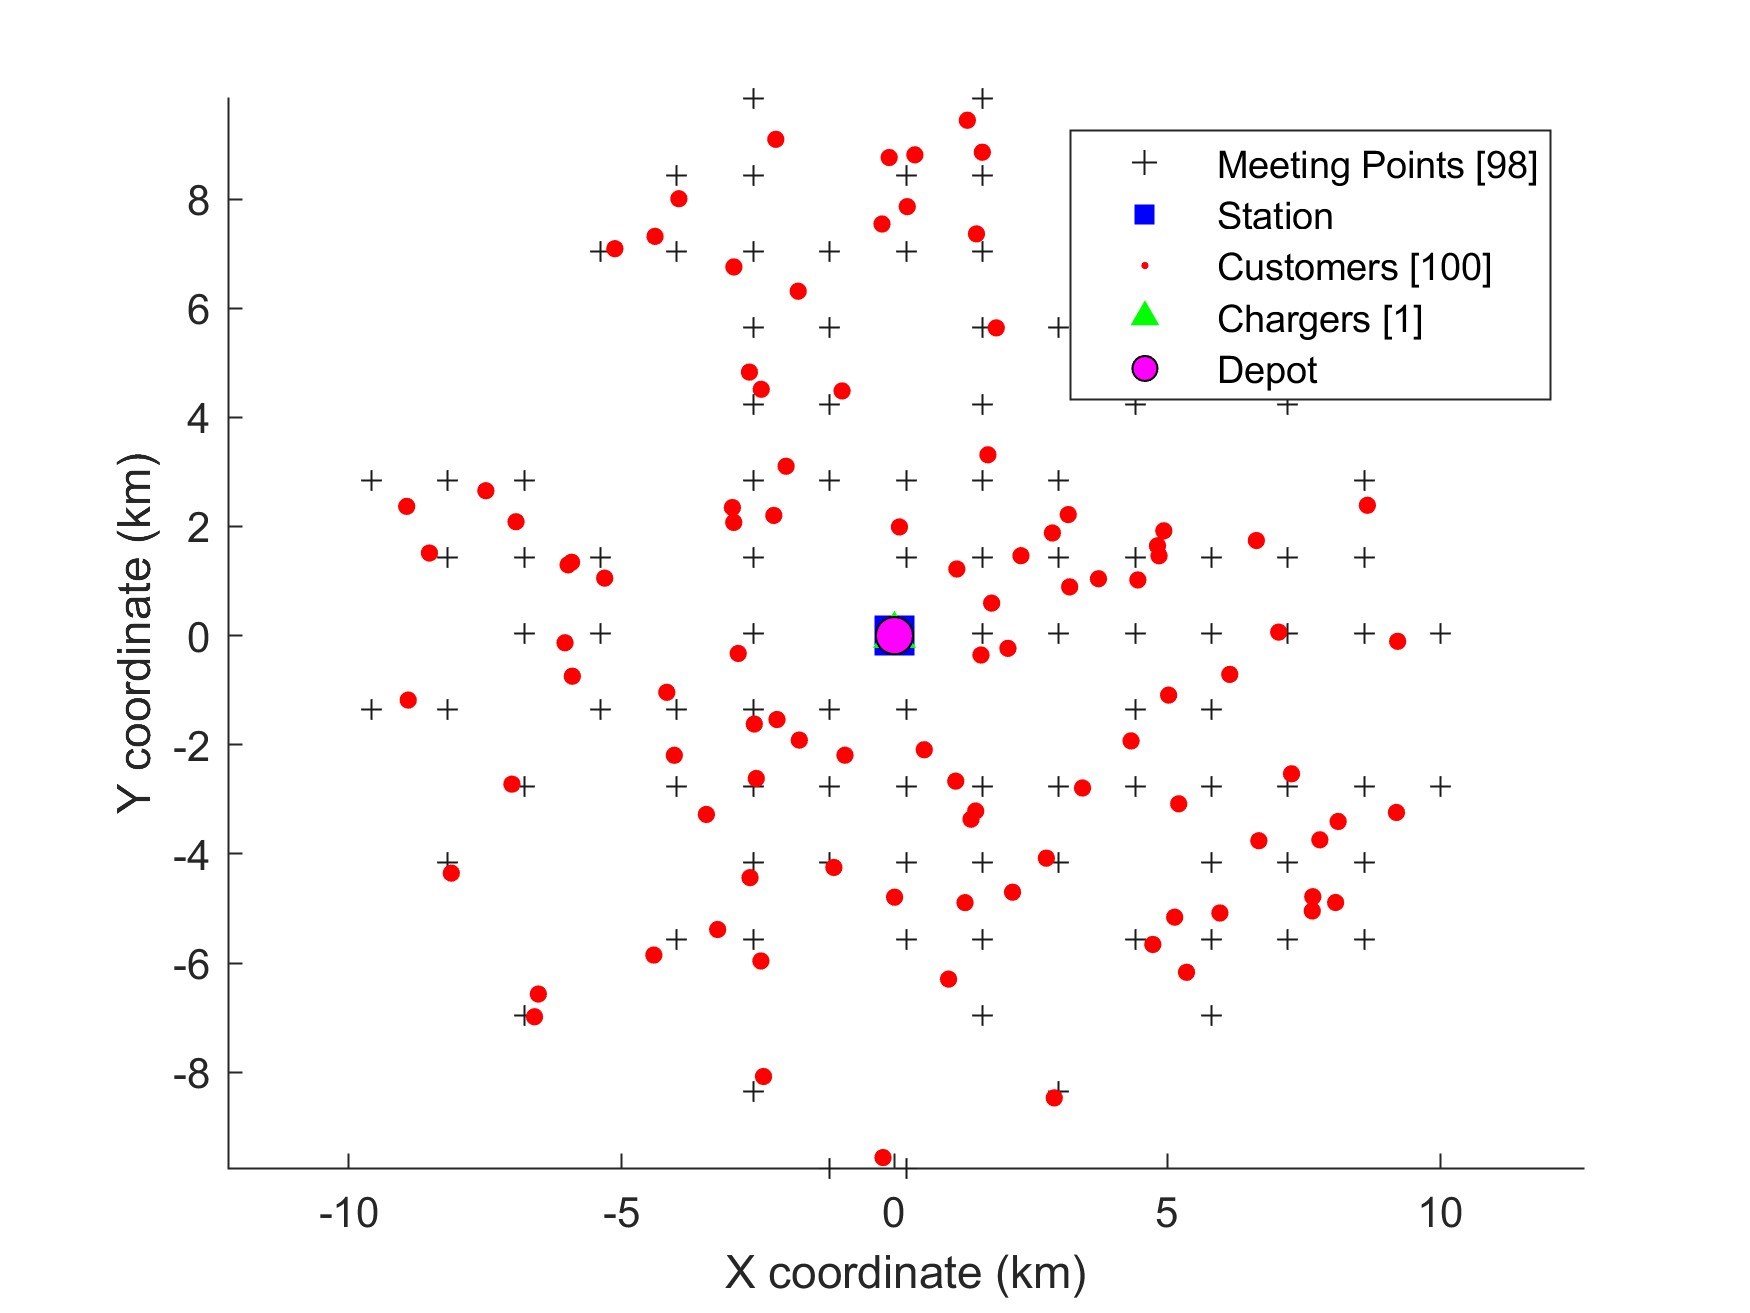 Meeting Points [98]
Station
Customers [100]
Chargers [1]
Depot
8
6
4
2
0
-2
-4
-6
-8
Y coordinate (km)
-10
-5
0
5
10
X coordinate (km)